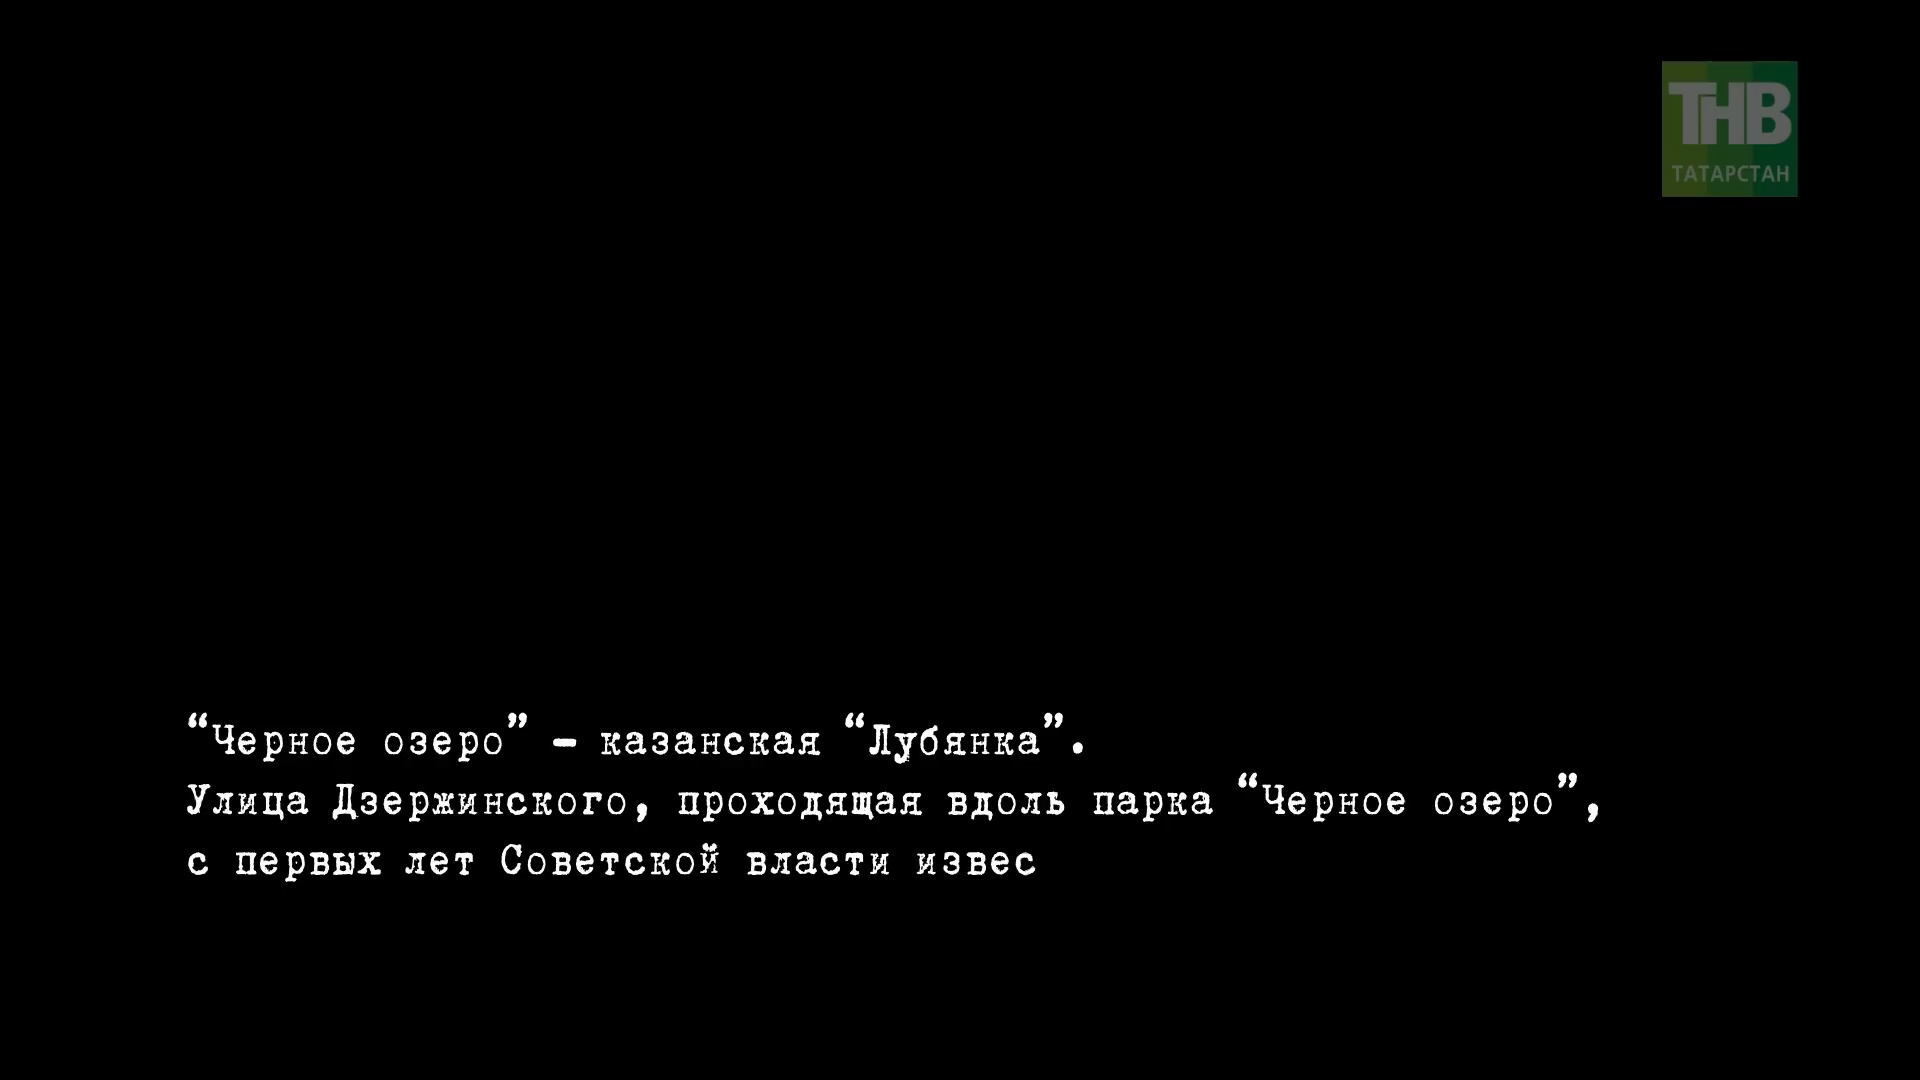 ТНВ
ТАТАРСТАН
“Черное озеро” – казанская “Лубянка”.
Улица Дзержинского, проходящая вдоль парка “Черное озеро”,
с первых лет Советской власти извес